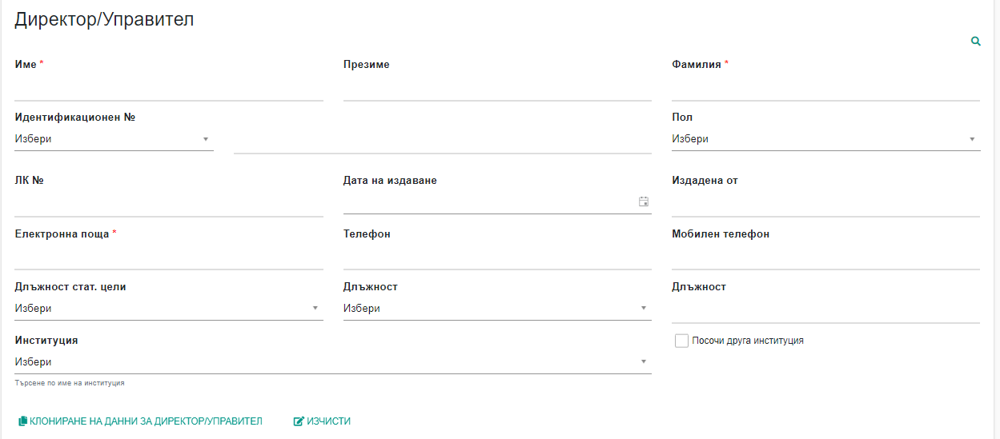 Директор/Управител
Име * Презиме Фамилия *
Идентификационен № Пол
Избери Избери
ЛК № Дата на издаване Издадена от
Електронна поща * Телефон Мобилен телефон
Длъжност стат. цели Длъжност Длъжност
Избери Избери
Институция Посочи друга институция
Избери
Търсене по име на институция
КЛОНИРАНЕ НА ДАННИ ЗА ДИРЕКТОР/УПРАВИТЕЛ ИЗЧИСТИ